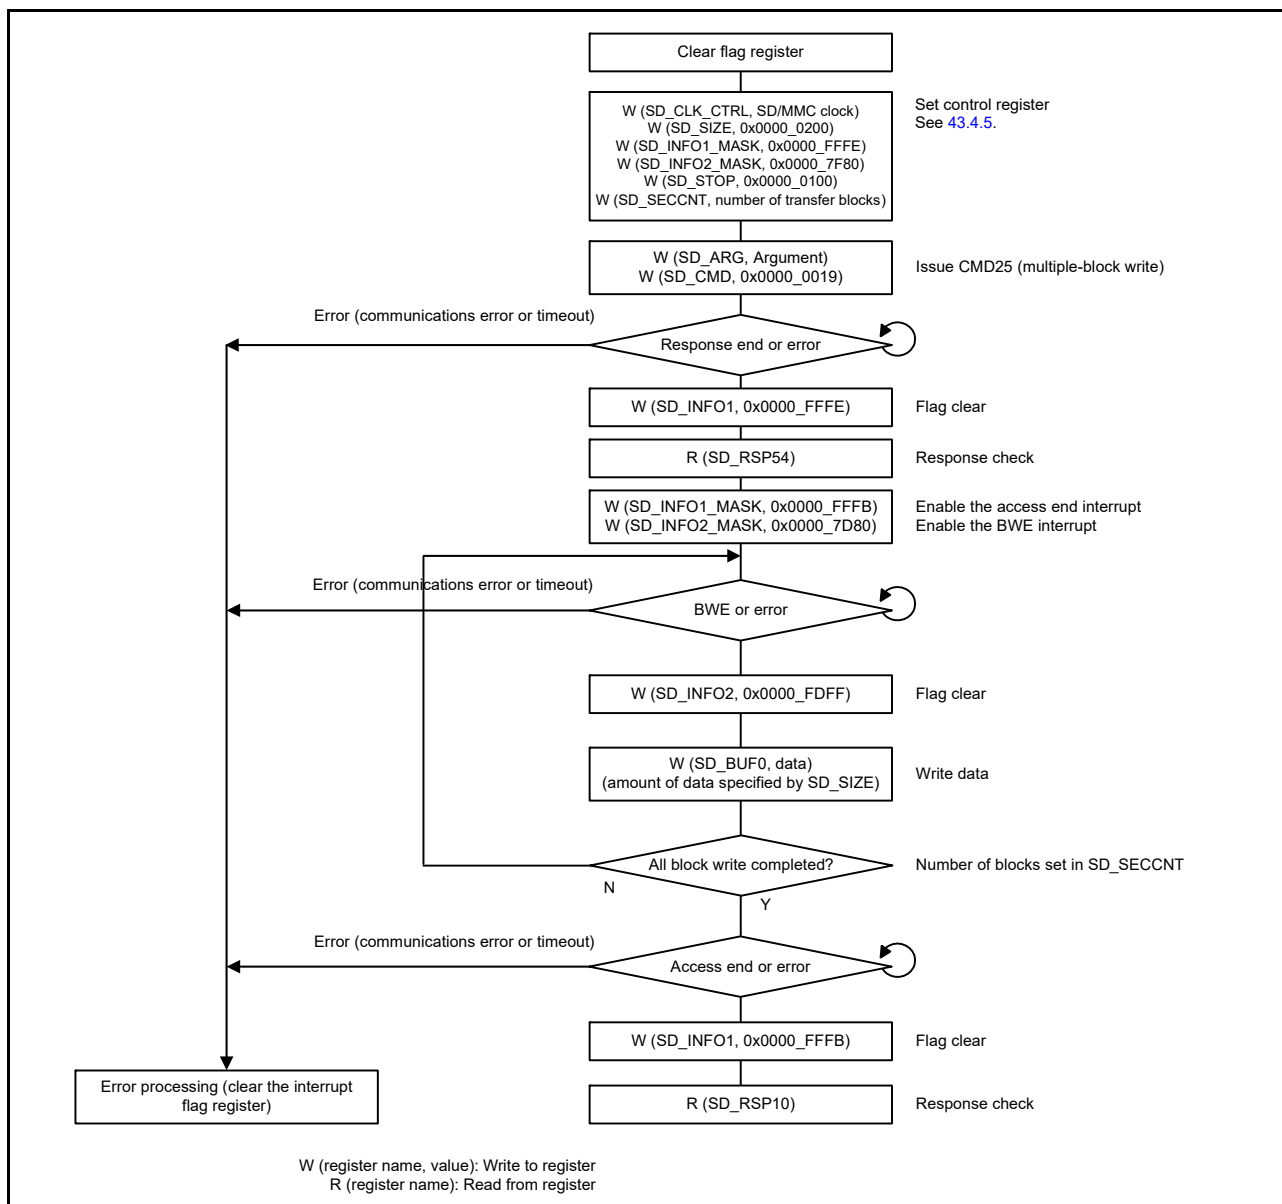 Clear flag register
W (SD_CLK_CTRL, SD/MMC clock)
W (SD_SIZE, 0x0000_0200)
W (SD_INFO1_MASK, 0x0000_FFFE)
W (SD_INFO2_MASK, 0x0000_7F80)
W (SD_STOP, 0x0000_0100)
W (SD_SECCNT, number of transfer blocks)
Set control register
See 43.4.5.
W (SD_ARG, Argument)
W (SD_CMD, 0x0000_0019)
Issue CMD25 (multiple-block write)
Error (communications error or timeout)
Response end or error
W (SD_INFO1, 0x0000_FFFE)
Flag clear
R (SD_RSP54)
Response check
W (SD_INFO1_MASK, 0x0000_FFFB)
W (SD_INFO2_MASK, 0x0000_7D80)
Enable the access end interrupt
Enable the BWE interrupt
Error (communications error or timeout)
BWE or error
W (SD_INFO2, 0x0000_FDFF)
Flag clear
W (SD_BUF0, data)
(amount of data specified by SD_SIZE)
Write data
All block write completed?
Number of blocks set in SD_SECCNT
N
Y
Error (communications error or timeout)
Access end or error
W (SD_INFO1, 0x0000_FFFB)
Flag clear
Error processing (clear the interrupt
flag register)
R (SD_RSP10)
Response check
W (register name, value): Write to register
R (register name): Read from register